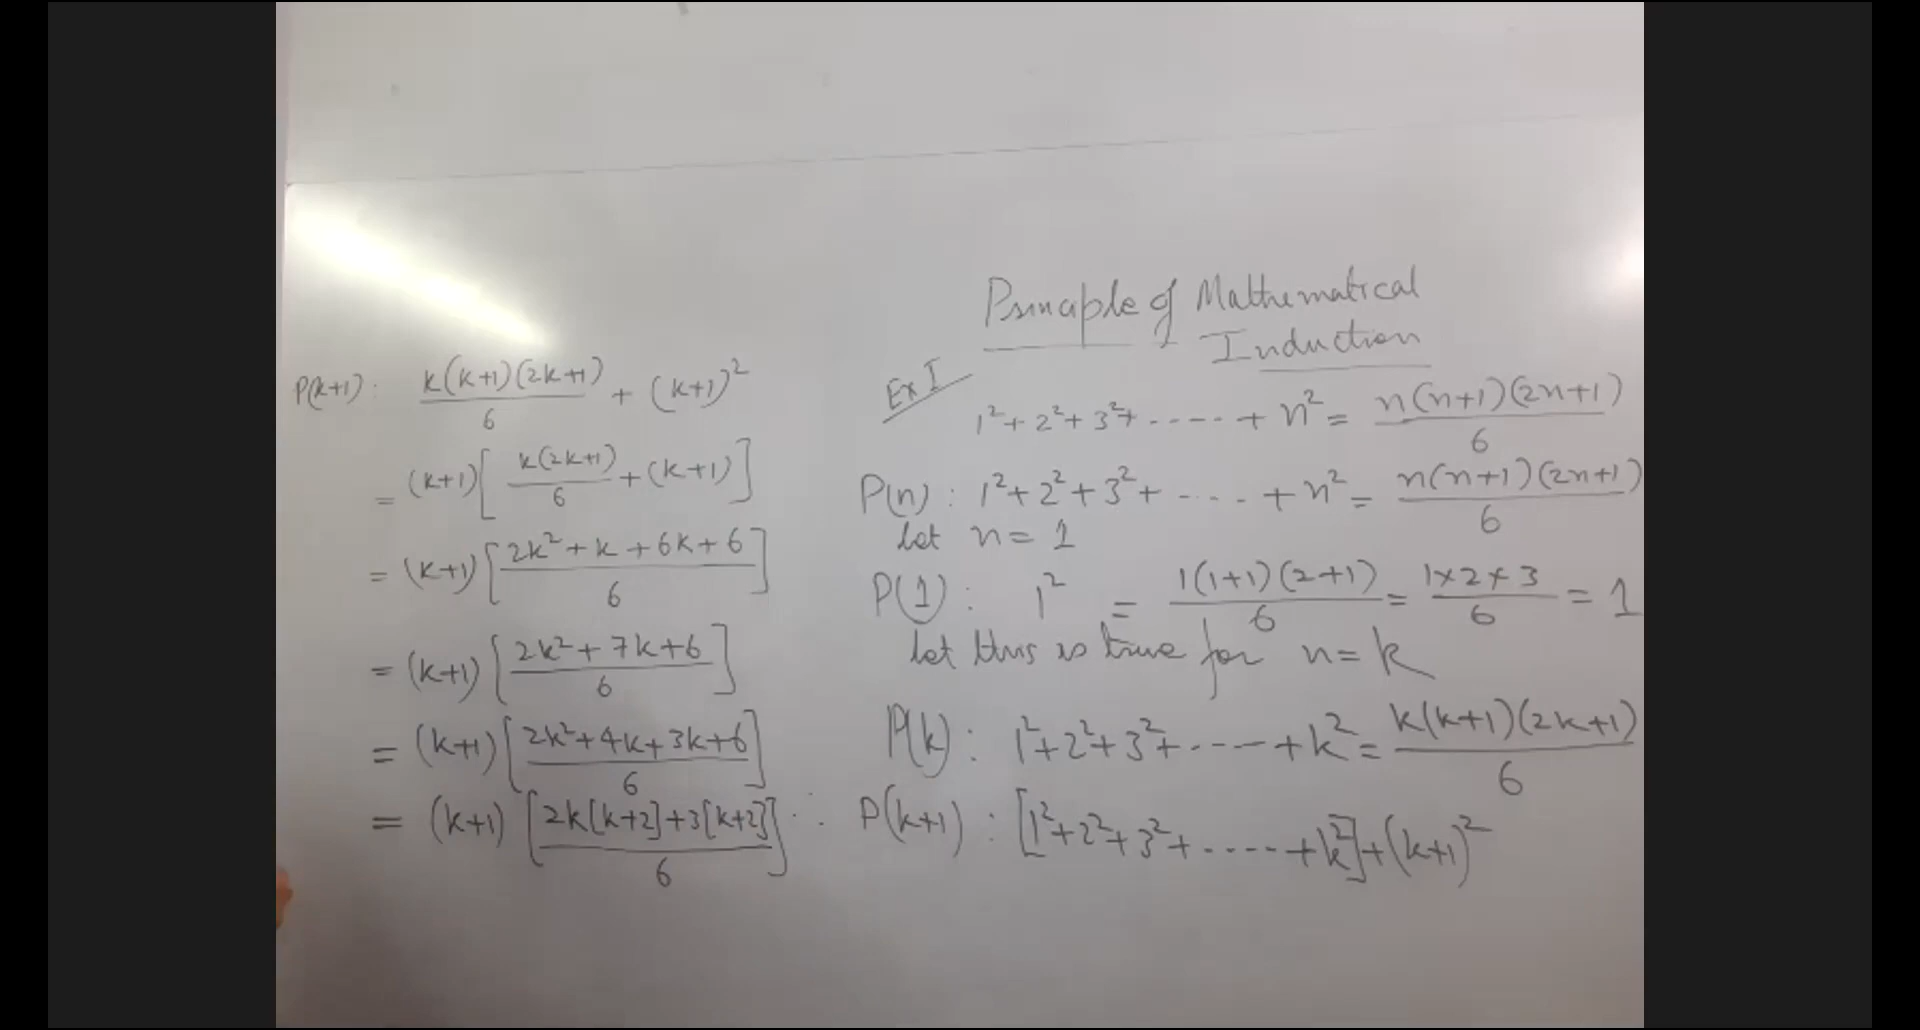 Principle of Mathematical
Induction
Ex I
1² + 2² + 3² + ..... + n² = n(n+1)(2n+1)/6
P(n) : 1² + 2² + 3² + .... + n² = n(n+1)(2n+1)/6
let n = 1
P(1) : 1² = 1(1+1)(2+1)/6 = 1×2×3/6 = 1
let this is true for n = k
P(k) : 1² + 2² + 3² + ..---- + k² = k(k+1)(2k+1)/6
∴ P(k+1) : [1² + 2² + 3² + ..... + k²] + (k+1)²
P(k+1) : k(k+1)(2k+1)/6 + (k+1)²
= (k+1)[k(2k+1)/6 + (k+1)]
= (k+1)[2k² + k + 6k + 6/6]
= (k+1)[2k² + 7k + 6/6]
= (k+1)[2k² + 4k + 3k + 6/6]
= (k+1)[2k[k+2] + 3[k+2]/6]